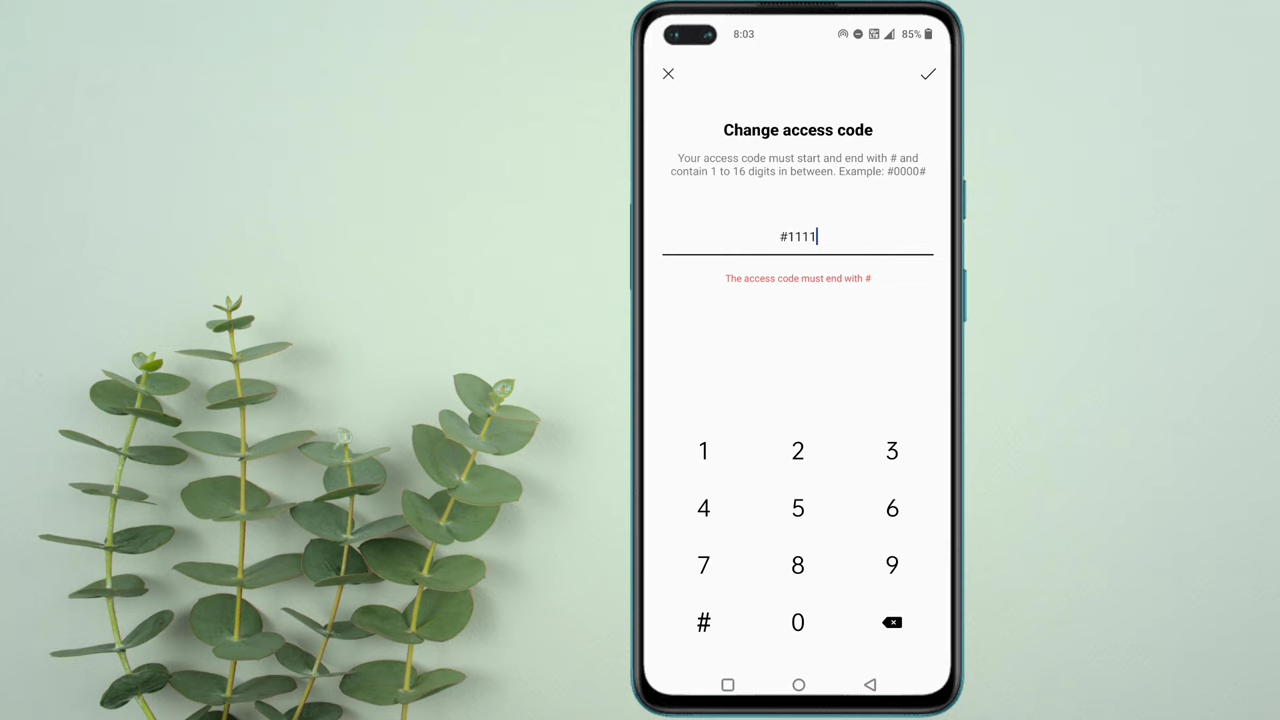 8:03
85%
Change access code
Your access code must start and end with # and
contain 1 to 16 digits in between. Example: #0000#
#1111
The access code must end with #
1 2 3
4 5 6
7 8 9
# 0